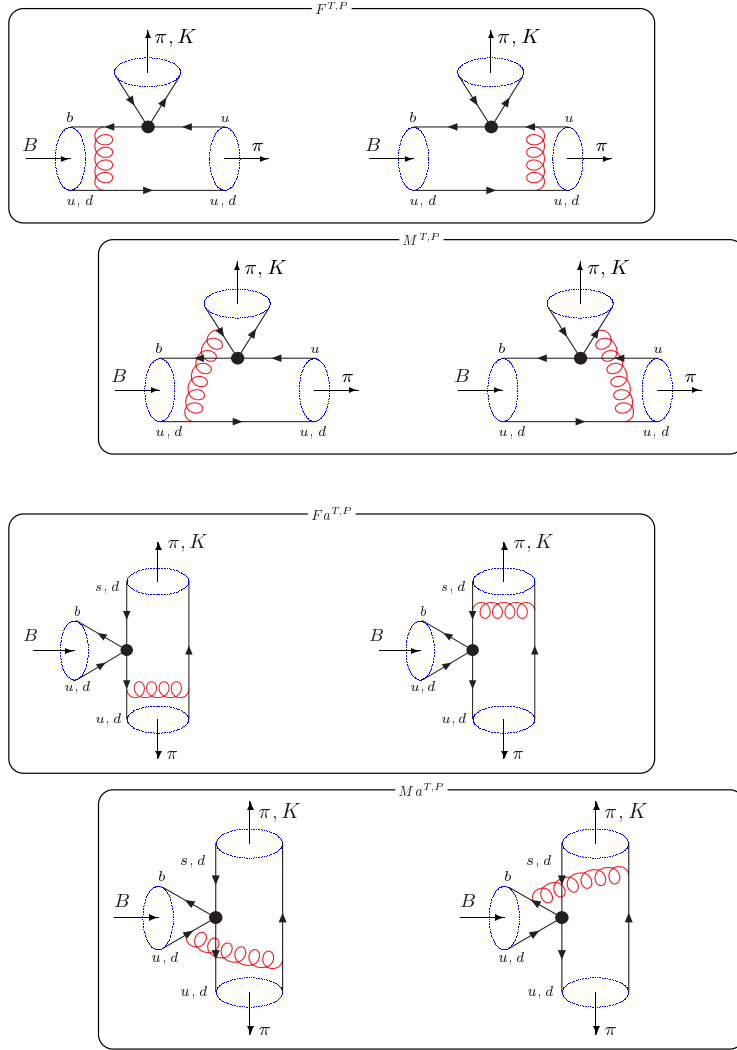 F^{T,P}
π, K π, K
b u b u
B π B π
u, d u, d u, d u, d
M^{T,P}
π, K π, K
b u b u
B π B π
u, d u, d u, d u, d
Fa^{T,P}
π, K π, K
s, d s, d
b b
B B
u, d u, d
u, d u, d
π π
Ma^{T,P}
π, K π, K
s, d s, d
b b
B B
u, d u, d
u, d u, d
π π